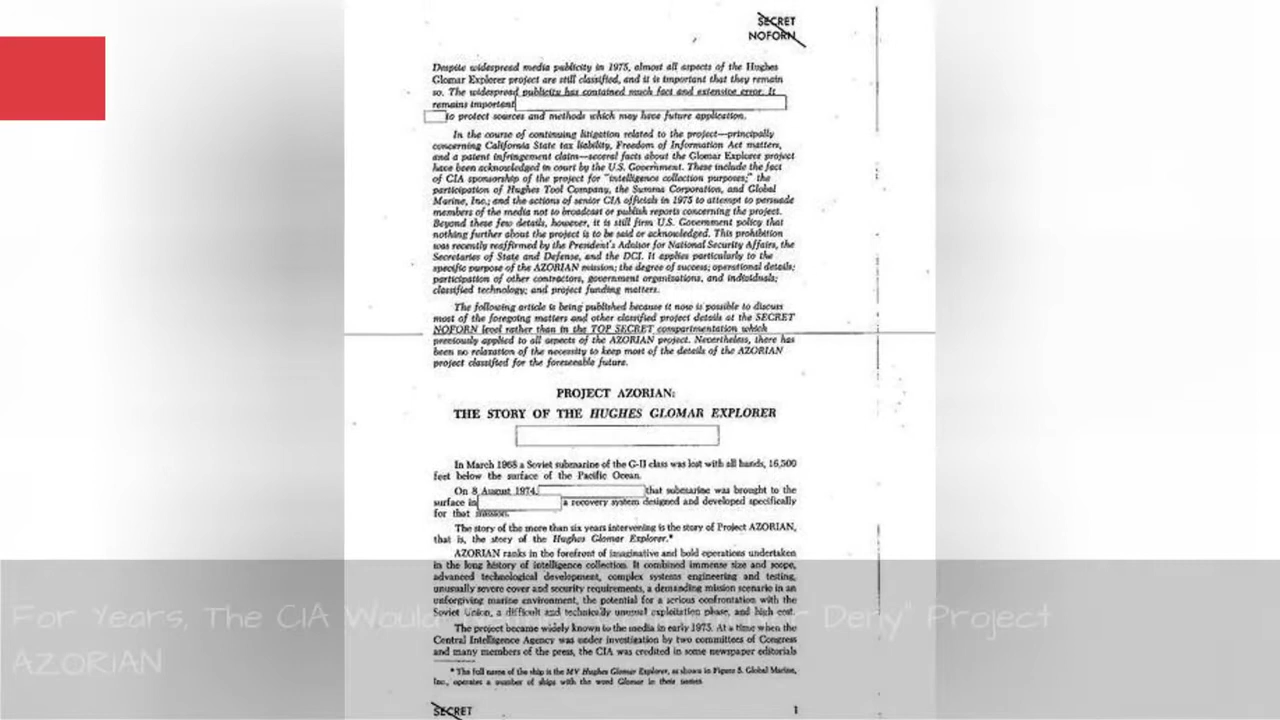 SECRET
NOFORN
Despite widespread media publicity in 1975, almost all aspects of the Hughes
Glomar Explorer project are still classified, and it is important that they remain
so. The widespread publicity has contained much fact and extensive error. It
remains important
to protect sources and methods which may have future application.
In the course of continuing litigation related to the project—principally
concerning California State tax liability, Freedom of Information Act matters,
and a patent infringement claim—several facts about the Glomar Explorer project
have been acknowledged in court by the U.S. Government. These include the fact
of CIA sponsorship of the project for "intelligence collection purposes;" the
participation of Hughes Tool Company, the Summa Corporation, and Global
Marine, Inc.; and the actions of senior CIA officials in 1975 to attempt to persuade
members of the media not to broadcast or publish reports concerning the project.
Beyond these few details, however, it is still firm U.S. Government policy that
nothing further about the project is to be said or acknowledged. This prohibition
was recently reaffirmed by the President's Advisor for National Security Affairs, the
Secretaries of State and Defense, and the DCI. It applies particularly to the
specific purpose of the AZORIAN mission; the degree of success; operational details;
participation of other contractors, government organizations, and individuals;
classified technology; and project funding matters.
The following article is being published because it now is possible to discuss
most of the foregoing matters and other classified project details at the SECRET
NOFORN level rather than in the TOP SECRET compartmentation which
previously applied to all aspects of the AZORIAN project. Nevertheless, there has
been no relaxation of the necessity to keep most of the details of the AZORIAN
project classified for the foreseeable future.
PROJECT AZORIAN:
THE STORY OF THE HUGHES GLOMAR EXPLORER
In March 1968 a Soviet submarine of the G-II class was lost with all hands, 16,500
feet below the surface of the Pacific Ocean.
On 8 August 1974, that submarine was brought to the
surface in a recovery system designed and developed specifically
for that mission.
The story of the more than six years intervening is the story of Project AZORIAN,
that is, the story of the Hughes Glomar Explorer.*
AZORIAN ranks in the forefront of imaginative and bold operations undertaken
in the long history of intelligence collection. It combined immense size and scope,
advanced technological development, complex systems engineering and testing,
unusually severe cover and security requirements, a demanding mission scenario in an
unforgiving marine environment, the potential for a serious confrontation with the
Soviet Union, a difficult and technically unusual exploitation phase, and high cost.
The project became widely known to the media in early 1975. At a time when the
Central Intelligence Agency was under investigation by two committees of Congress
and many members of the press, the CIA was credited in some newspaper editorials
* The full name of the ship is the MV Hughes Glomar Explorer, as shown in Figure 5. Global Marine,
Inc., operates a number of ships with the word Glomar in their names.
SECRET
1
For Years, The CIA Would Deny Project
AZORIAN